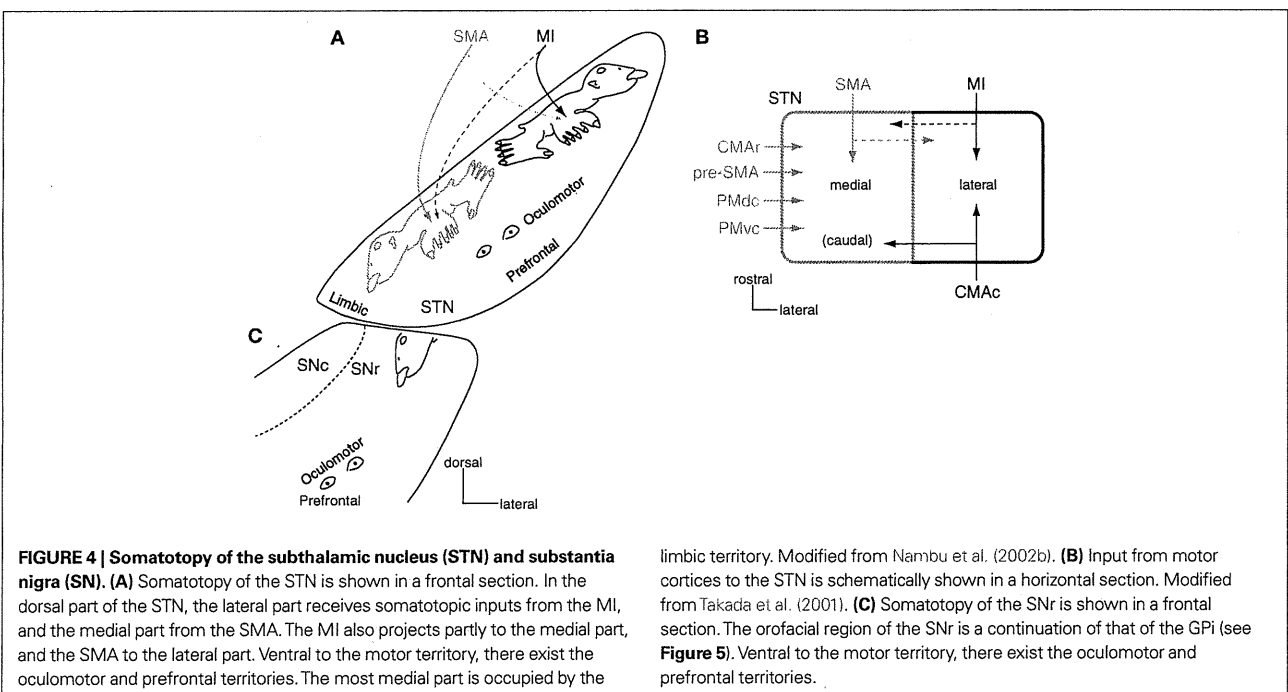 A
SMA
MI
Oculomotor
Prefrontal
Limbic
STN
B
STN
SMA
MI
CMAr
pre-SMA
PMdc
PMvc
medial
lateral
(caudal)
rostral
lateral
CMAc
C
SNc
SNr
Oculomotor
Prefrontal
dorsal
lateral
FIGURE 4 | Somatotopy of the subthalamic nucleus (STN) and substantia
nigra (SN). (A) Somatotopy of the STN is shown in a frontal section. In the
dorsal part of the STN, the lateral part receives somatotopic inputs from the MI,
and the medial part from the SMA. The MI also projects partly to the medial part,
and the SMA to the lateral part. Ventral to the motor territory, there exist the
oculomotor and prefrontal territories. The most medial part is occupied by the
limbic territory. Modified from Nambu et al. (2002b). (B) Input from motor
cortices to the STN is schematically shown in a horizontal section. Modified
from Takada et al. (2001). (C) Somatotopy of the SNr is shown in a frontal
section. The orofacial region of the SNr is a continuation of that of the GPi (see
Figure 5). Ventral to the motor territory, there exist the oculomotor and
prefrontal territories.